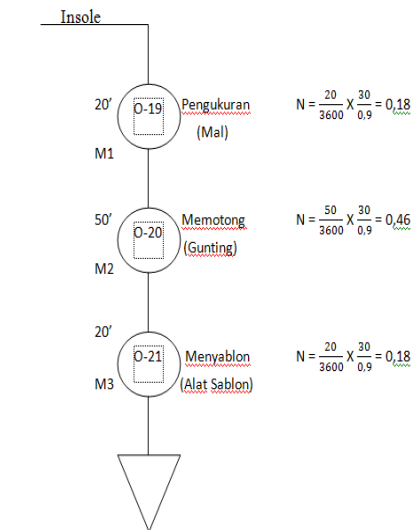 Insole
20' O-19 Pengukuran N = 20/3600 X 30/0,9 = 0,18
(Mal)
M1
50' O-20 Memotong N = 50/3600 X 30/0,9 = 0,46
(Gunting)
M2
20' O-21 Menyablon N = 20/3600 X 30/0,9 = 0,18
M3 (Alat Sablon)